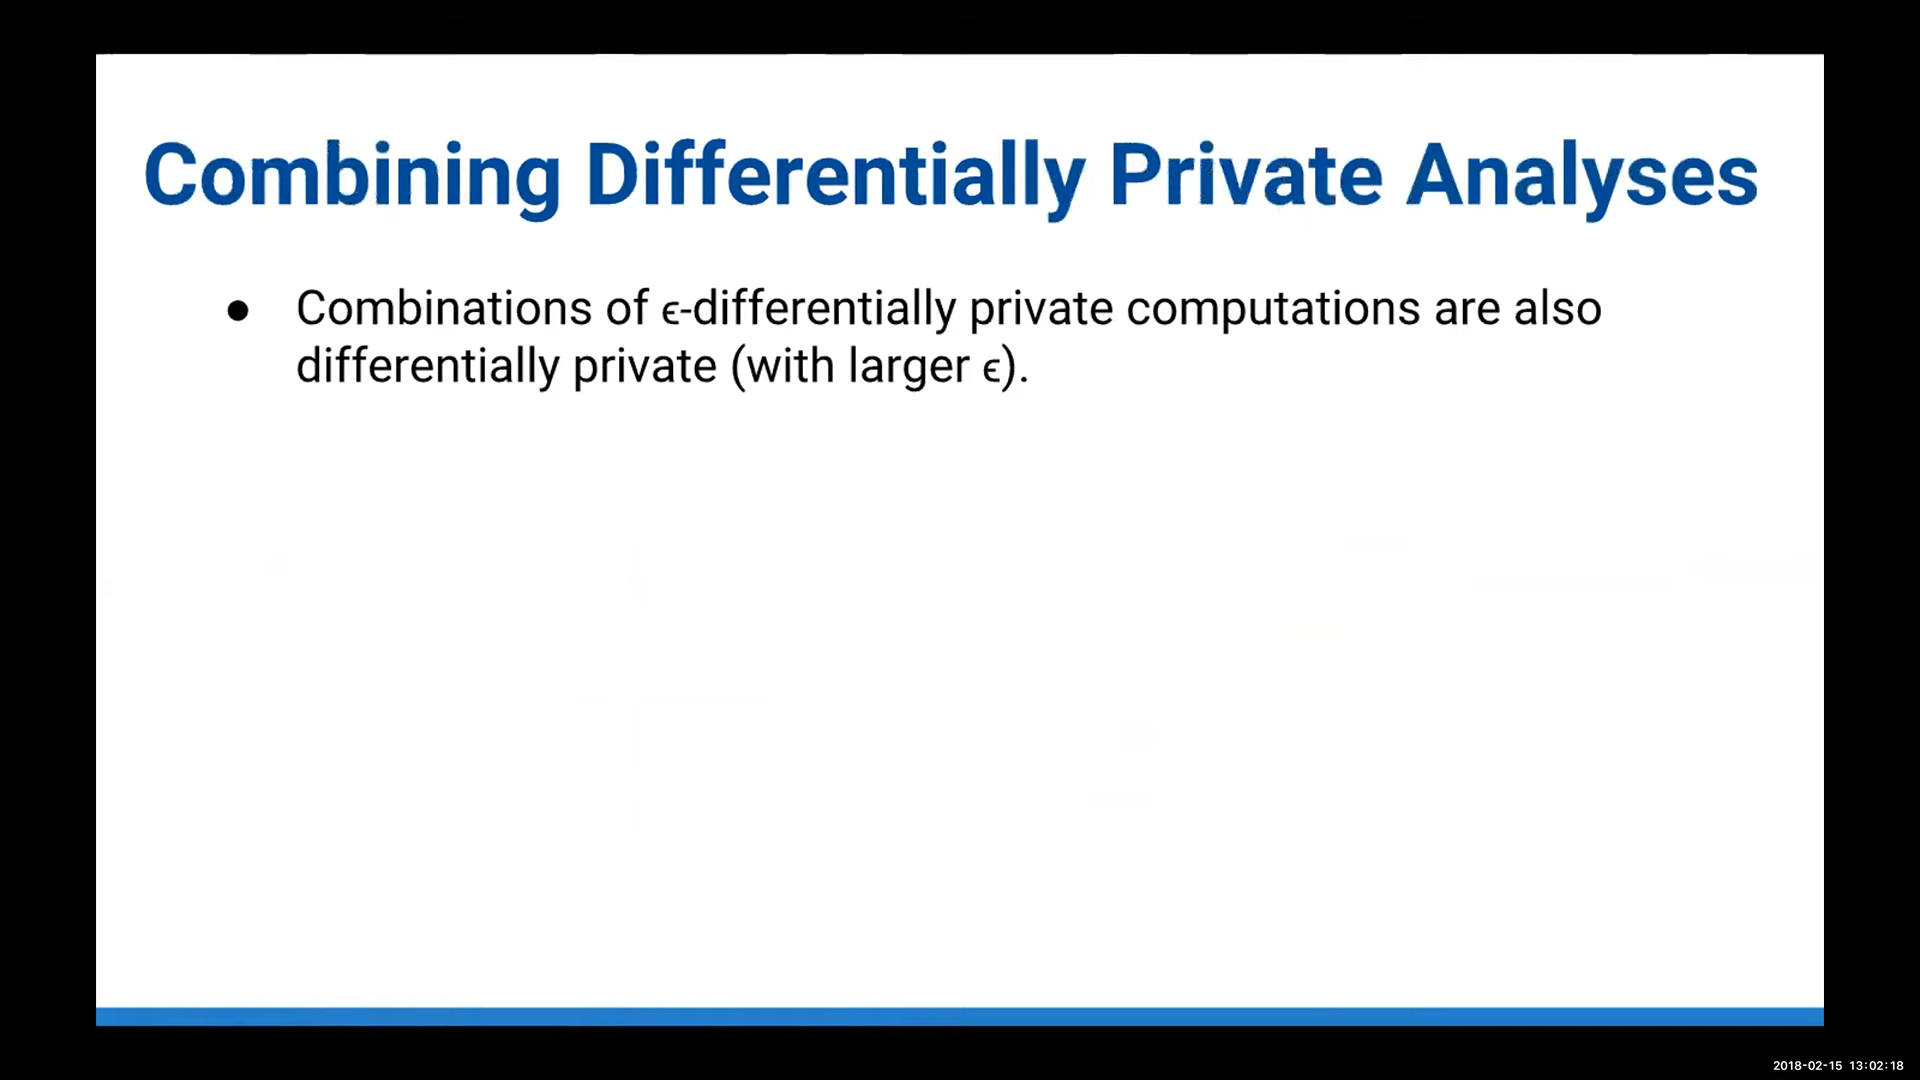 Combining Differentially Private Analyses
● Combinations of ϵ-differentially private computations are also
differentially private (with larger ϵ).
2018-02-15 13:02:18